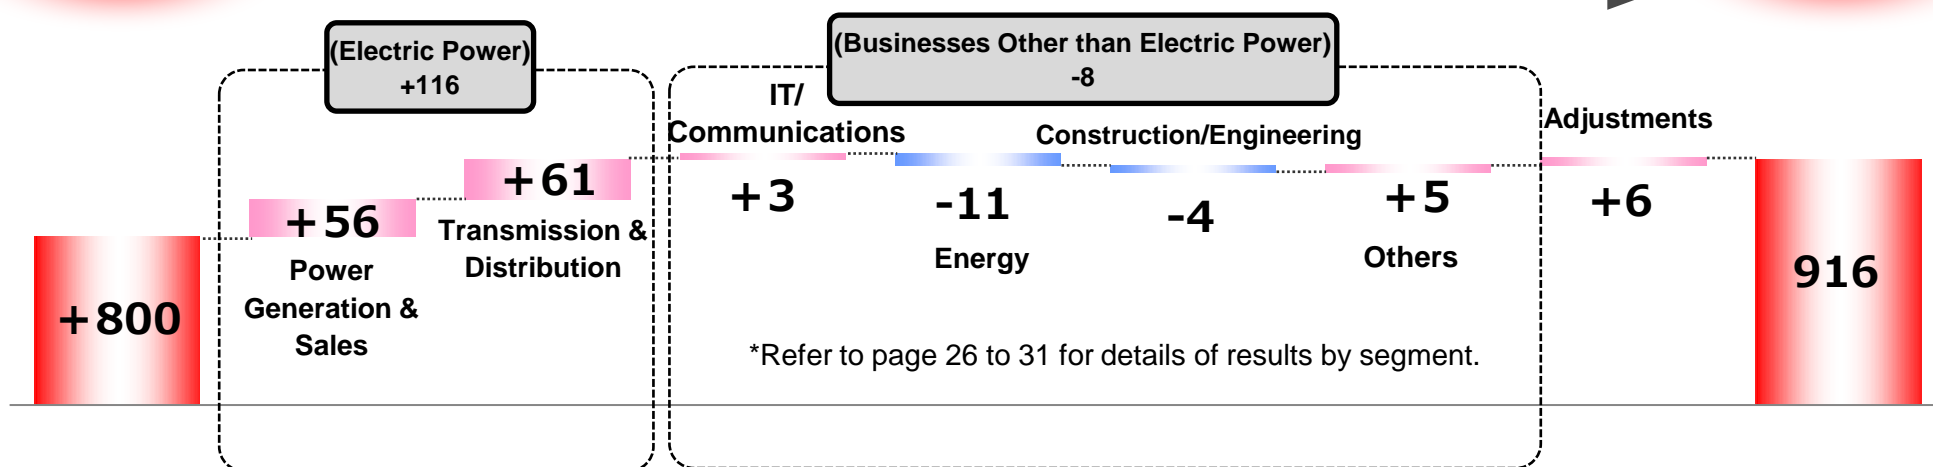 (Electric Power)
+116
(Businesses Other than Electric Power)
-8
+800
+56
Power
Generation &
Sales
+61
Transmission &
Distribution
IT/
Communications
+3
-11
Energy
Construction/Engineering
-4
+5
Others
Adjustments
+6
916
*Refer to page 26 to 31 for details of results by segment.